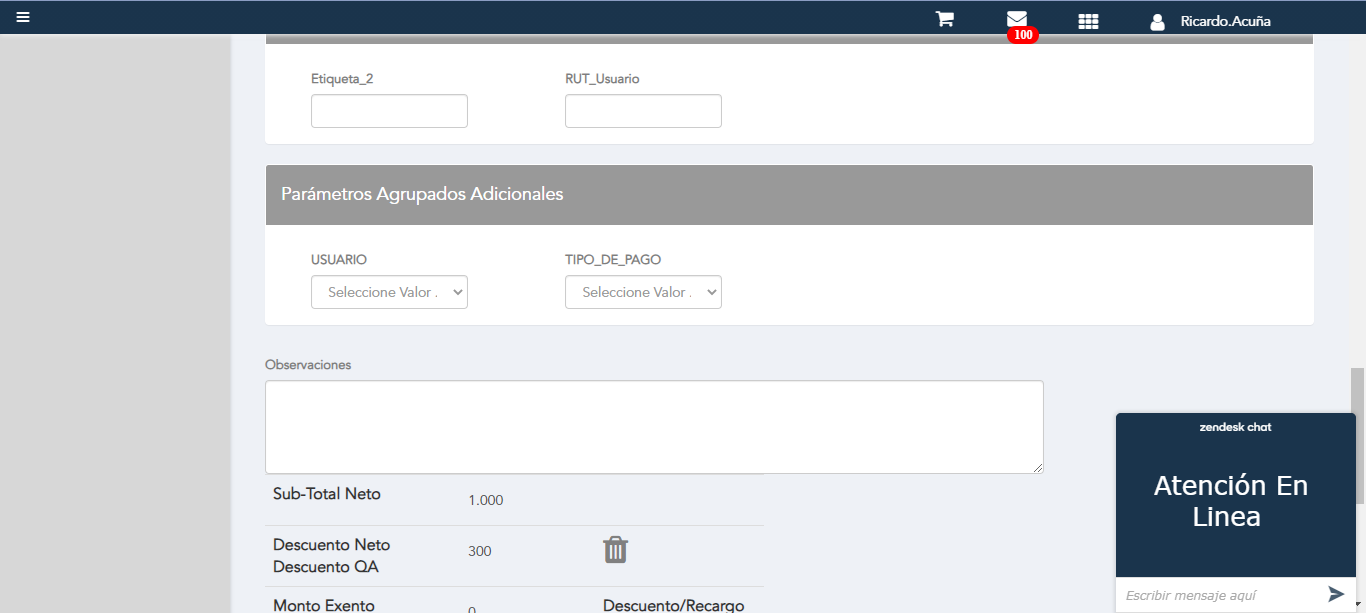 Ricardo.Acuña
100
Etiqueta_2 RUT_Usuario
Parámetros Agrupados Adicionales
USUARIO TIPO_DE_PAGO
Seleccione Valor . Seleccione Valor .
Observaciones
zendesk chat
Atención En
Linea
Sub-Total Neto 1.000
Descuento Neto 300
Descuento QA
Escribir mensaje aquí
Monto Exento 0 Descuento/Recargo